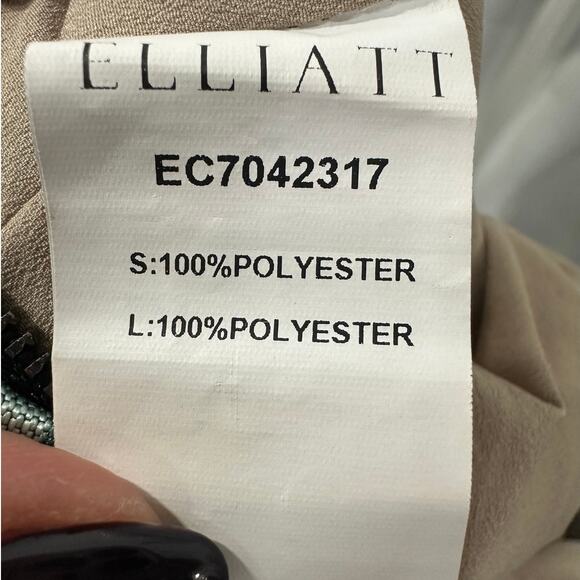 ELLIATT
EC7042317
S:100%POLYESTER
L:100%POLYESTER